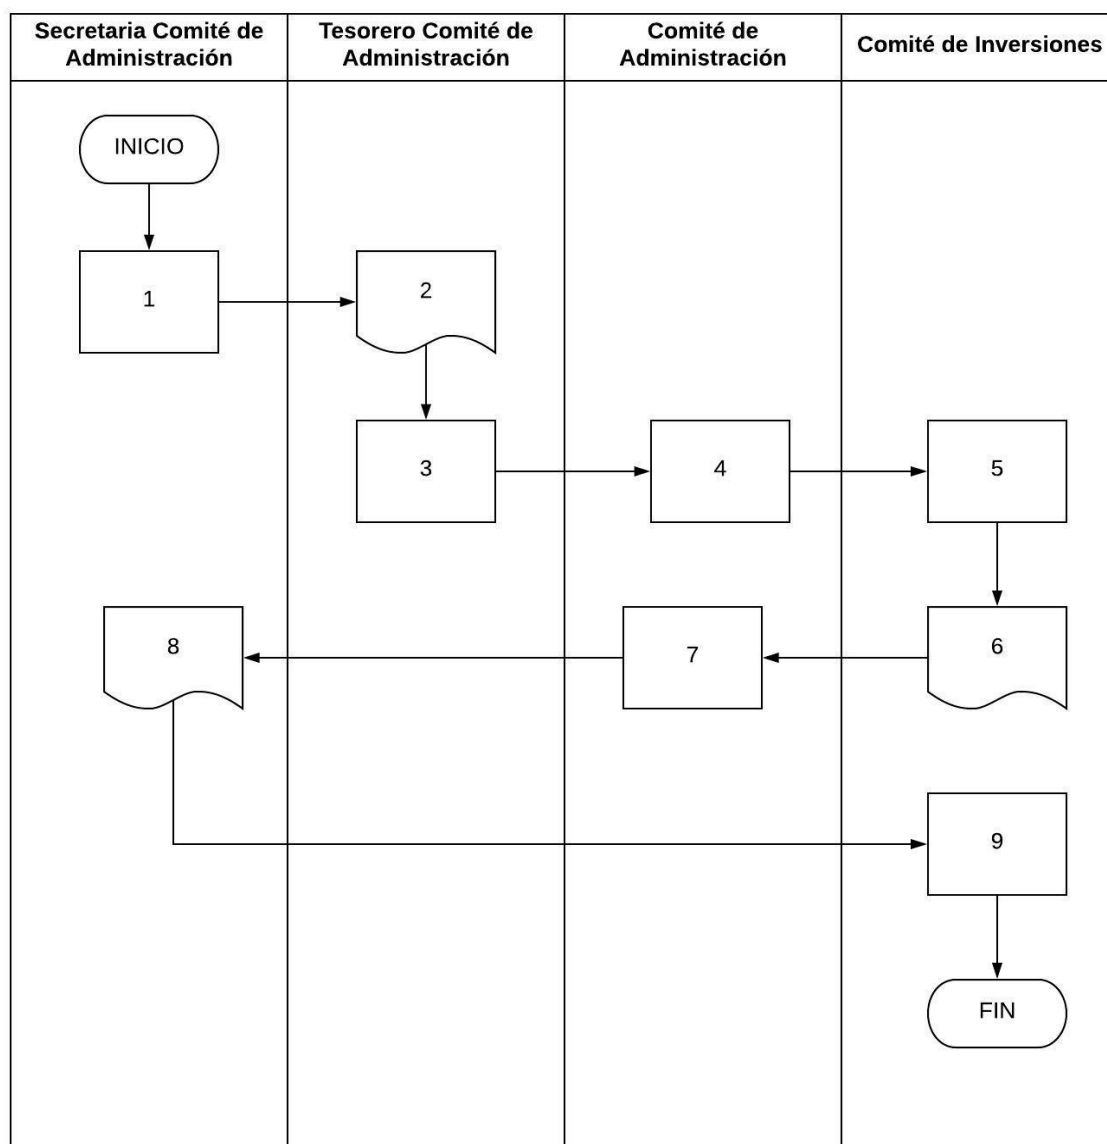 Secretaria Comité de
Administración
Tesorero Comité de
Administración
Comité de
Administración
Comité de Inversiones
INICIO
1
2
3
4
5
8
7
6
9
FIN